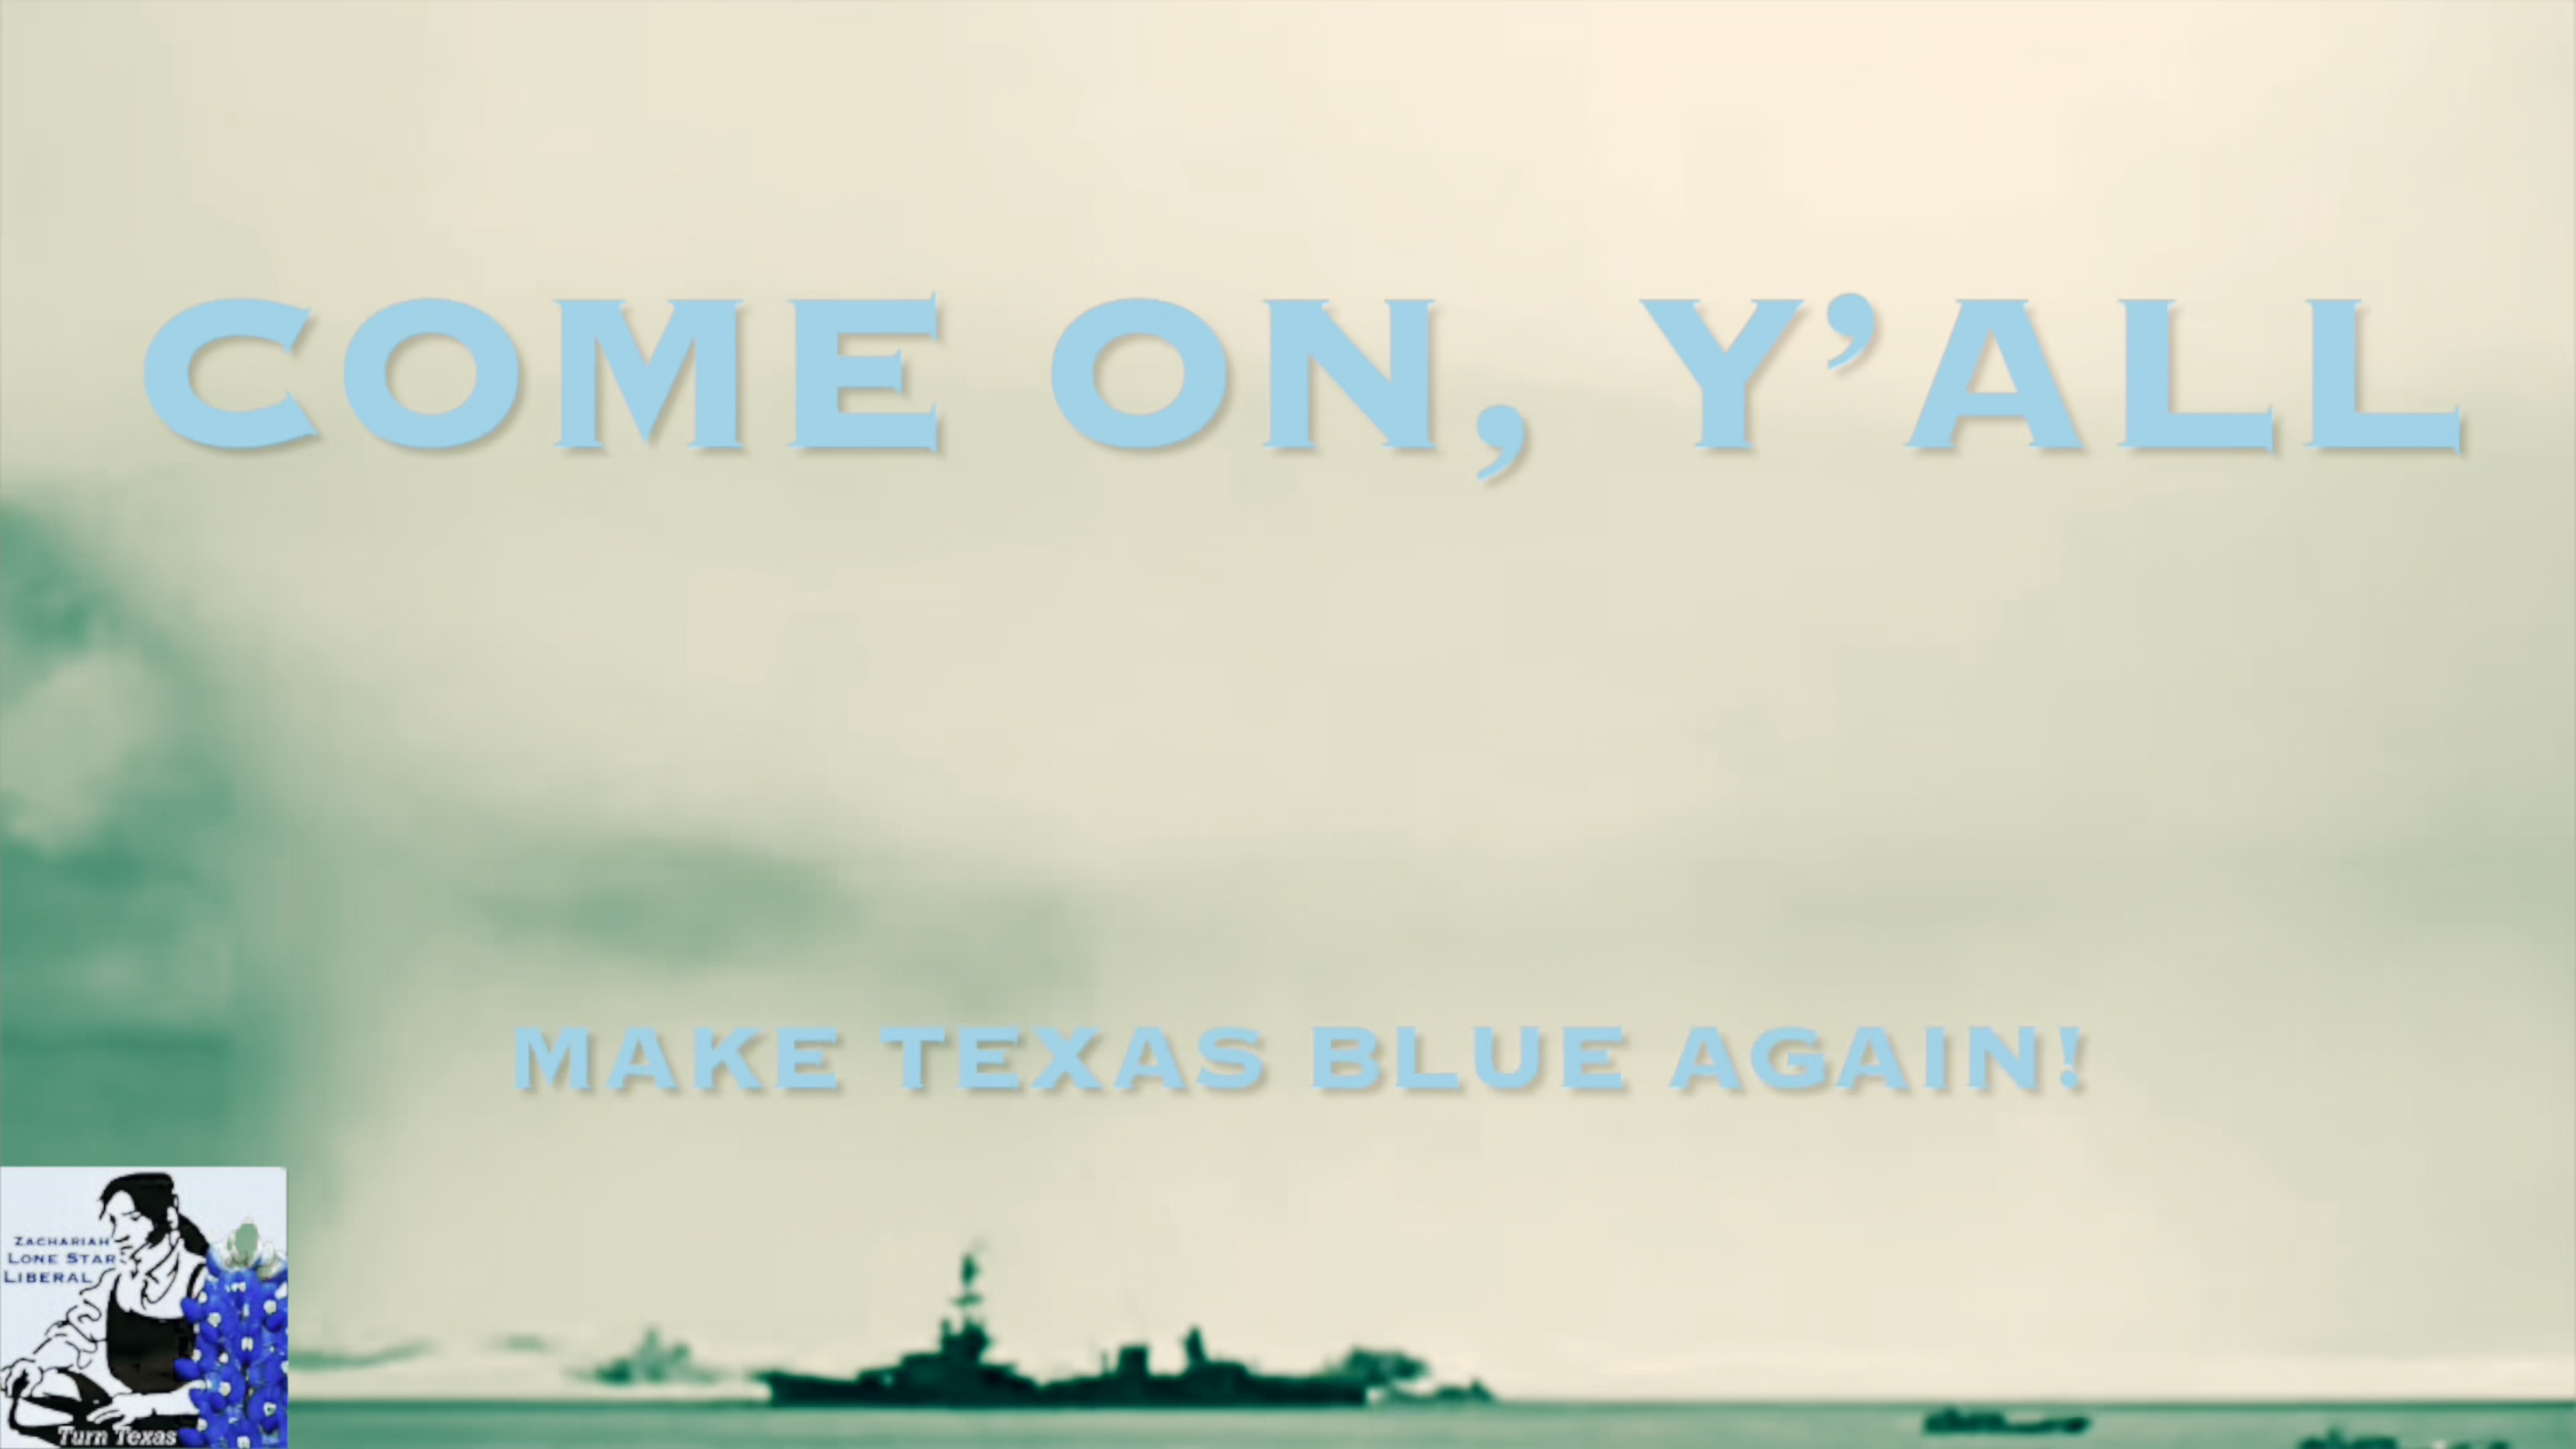 COME ON, Y’ALL
MAKE TEXAS BLUE AGAIN!
ZACHARIAH
LONE STAR
LIBERAL
Turn Texas